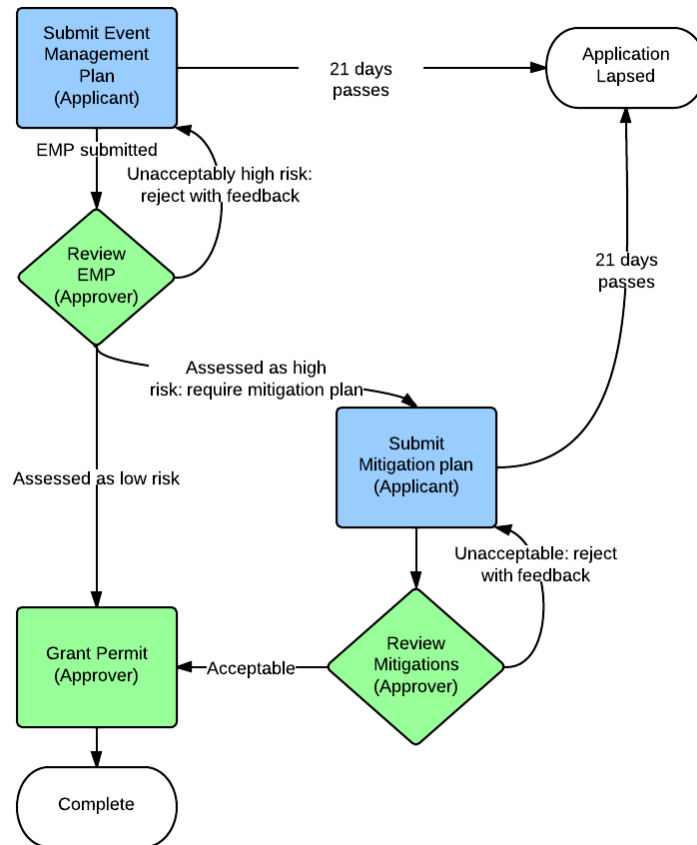 Submit Event
Management
Plan
(Applicant)
Application
Lapsed
21 days
passes
EMP submitted
Unacceptably high risk:
reject with feedback
Review
EMP
(Approver)
21 days
passes
Assessed as high
risk: require mitigation plan
Submit
Mitigation plan
(Applicant)
Assessed as low risk
Unacceptable: reject
with feedback
Grant Permit
(Approver)
Acceptable
Review
Mitigations
(Approver)
Complete